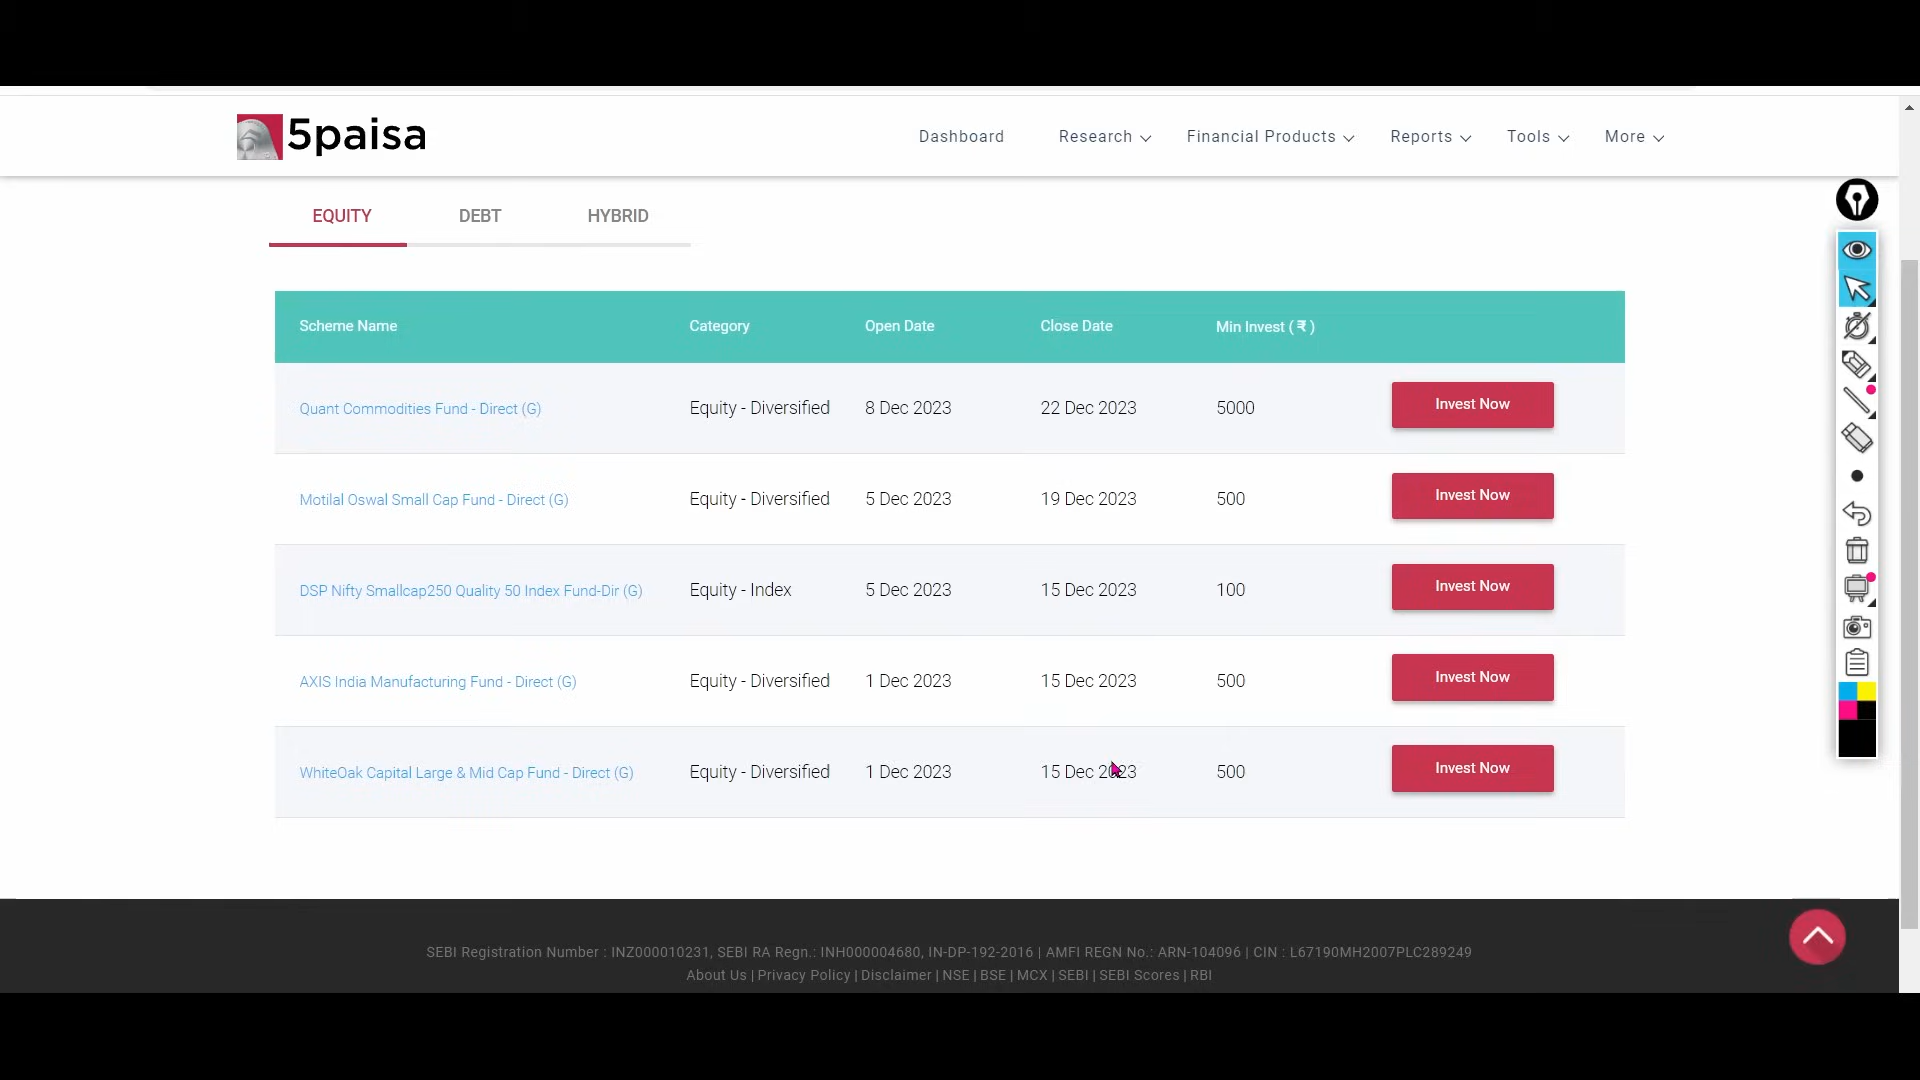 5paisa
Dashboard Research Financial Products Reports Tools More
EQUITY DEBT HYBRID
Scheme Name Category Open Date Close Date Min Invest ( ₹ )
Quant Commodities Fund - Direct (G) Equity - Diversified 8 Dec 2023 22 Dec 2023 5000 Invest Now
Motilal Oswal Small Cap Fund - Direct (G) Equity - Diversified 5 Dec 2023 19 Dec 2023 500 Invest Now
DSP Nifty Smallcap250 Quality 50 Index Fund-Dir (G) Equity - Index 5 Dec 2023 15 Dec 2023 100 Invest Now
AXIS India Manufacturing Fund - Direct (G) Equity - Diversified 1 Dec 2023 15 Dec 2023 500 Invest Now
WhiteOak Capital Large & Mid Cap Fund - Direct (G) Equity - Diversified 1 Dec 2023 15 Dec 2023 500 Invest Now
SEBI Registration Number : INZ000010231, SEBI RA Regn.: INH000004680, IN-DP-192-2016 | AMFI REGN No.: ARN-104096 | CIN : L67190MH2007PLC289249
About Us | Privacy Policy | Disclaimer | NSE | BSE | MCX | SEBI | SEBI Scores | RBI